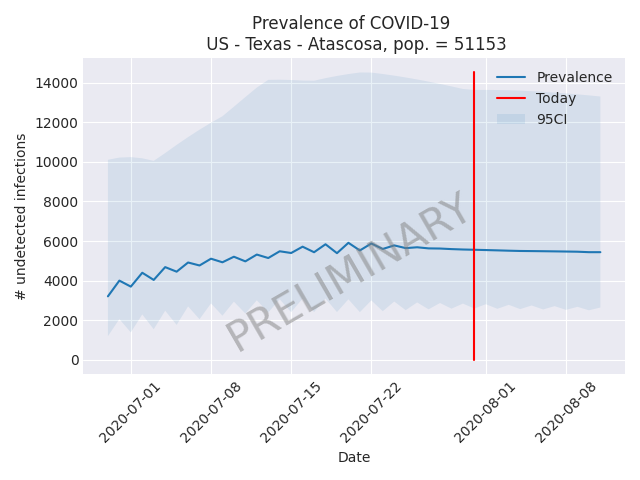 Prevalence of COVID-19
US - Texas - Atascosa, pop. = 51153
14000
12000
10000
8000
6000
4000
2000
0
# undetected infections
Prevalence
Today
95CI
PRELIMINARY
2020-07-01
2020-07-08
2020-07-15
2020-07-22
2020-08-01
2020-08-08
Date